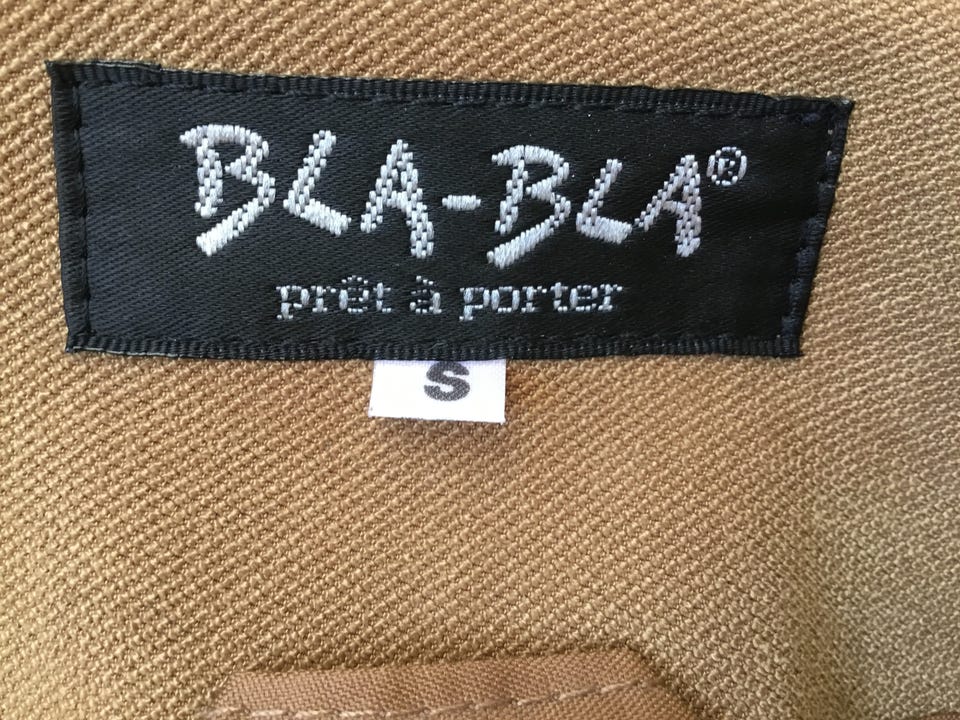 BLA-BLA®
prêt à porter
S